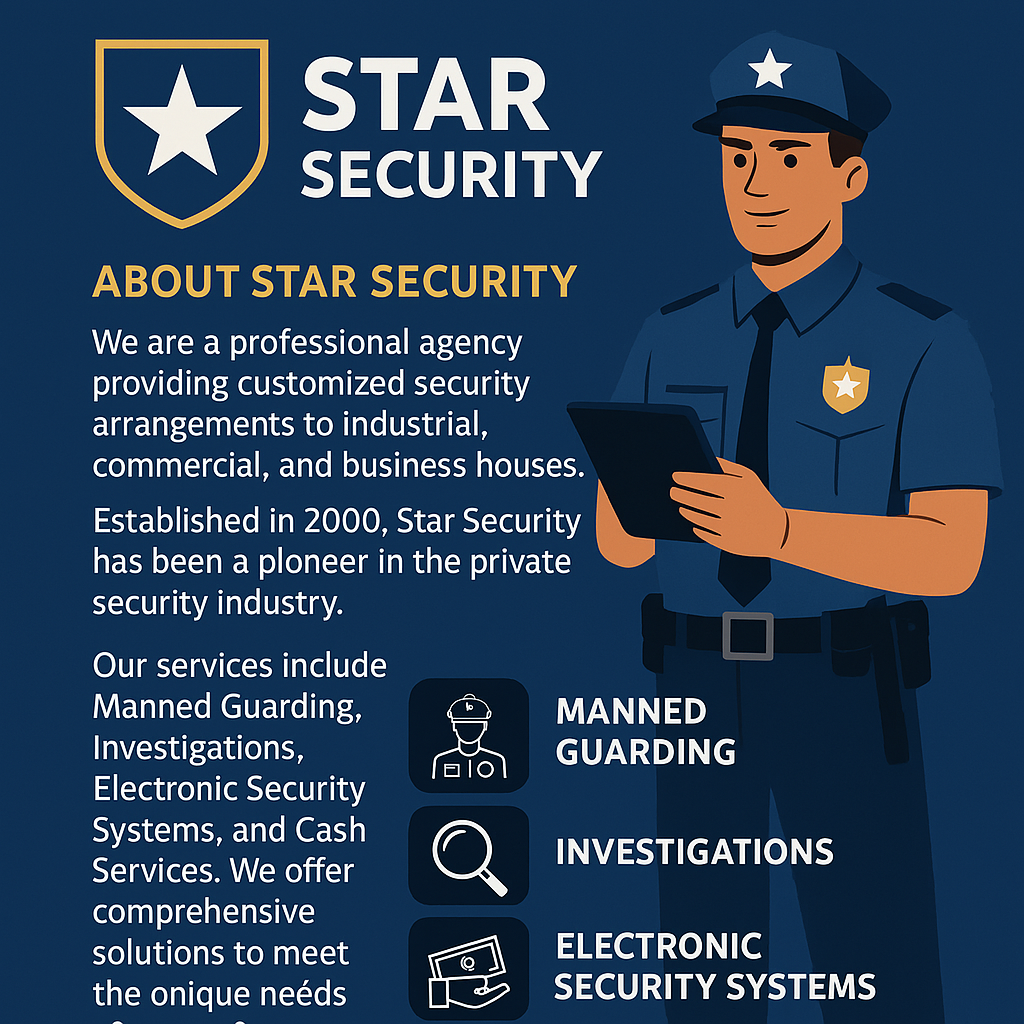 STAR
SECURITY
ABOUT STAR SECURITY
We are a professional agency
providing customized security
arrangements to industrial,
commercial, and business houses.
Established in 2000, Star Security
has been a ploneer in the private
security industry.
Our services include
Manned Guarding,
Investigations,
Electronic Security
Systems, and Cash
Services. We offer
comprehensive
solutions to meet
the onique neéds
MANNED
GUARDING
INVESTIGATIONS
ELECTRONIC
SECURITY SYSTEMS